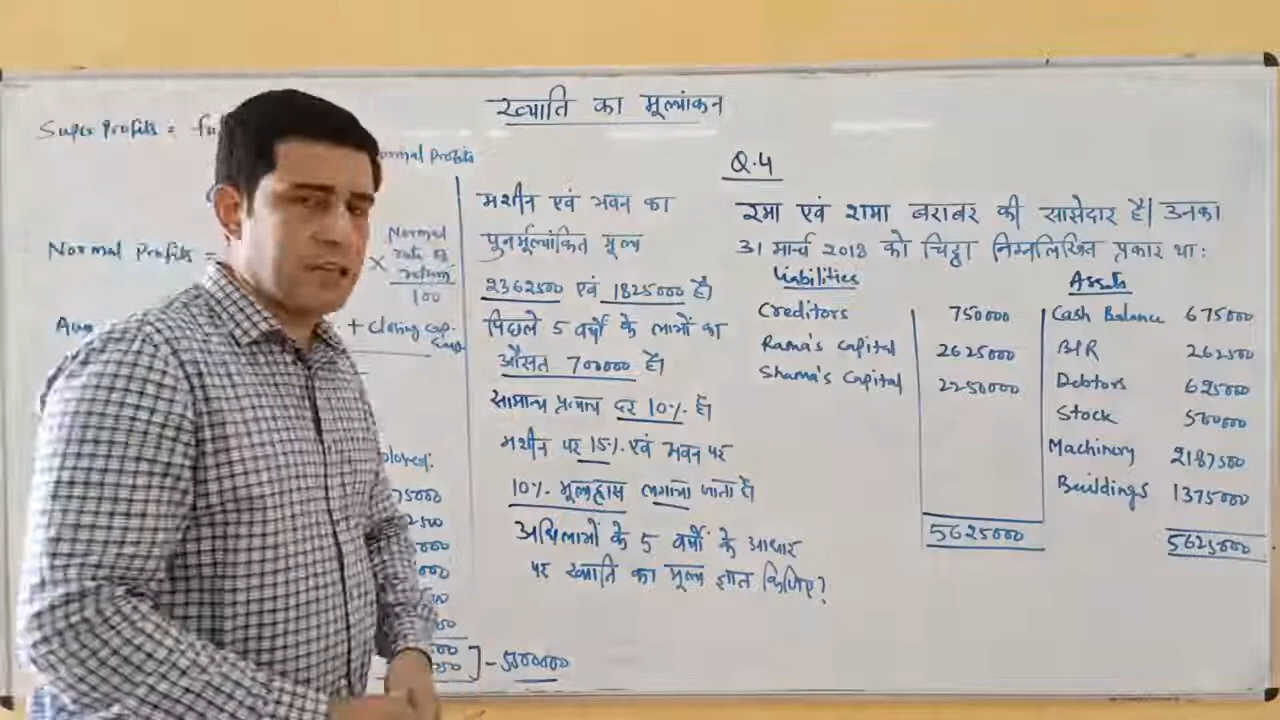 ख्याति का मूल्यांकन
Super Profits =
Normal Profits
Normal Profits =
×
Normal
rate of
return
100
+ Closing cap.
मशीन एवं भवन का
पुनर्मूल्यांकित मूल्य
2362500 एवं 1825000 है।
पिछले 5 वर्षों के लाभों का
औसत 700000 है।
सामान्य प्रत्याय दर 10% है।
मशीन पर 15% एवं भवन पर
10% मूल्यह्रास लगाया जाता है।
अधिलाभों के 5 वर्षों के आधार
पर ख्याति का मूल्य ज्ञात किजिए?
- 5500000
Q.4
रमा एवं शमा बराबर की साझेदार है। उनका
31 मार्च 2018 को चिट्ठा निम्नलिखित प्रकार था:
Liabilities Assets
Creditors 750000 Cash Balance 675000
Rama's Capital 2625000 B/R 262500
Shama's Capital 2250000 Debtors 625000
Stock 500000
Machinery 2187500
Buildings 1375000
5625000 5625000